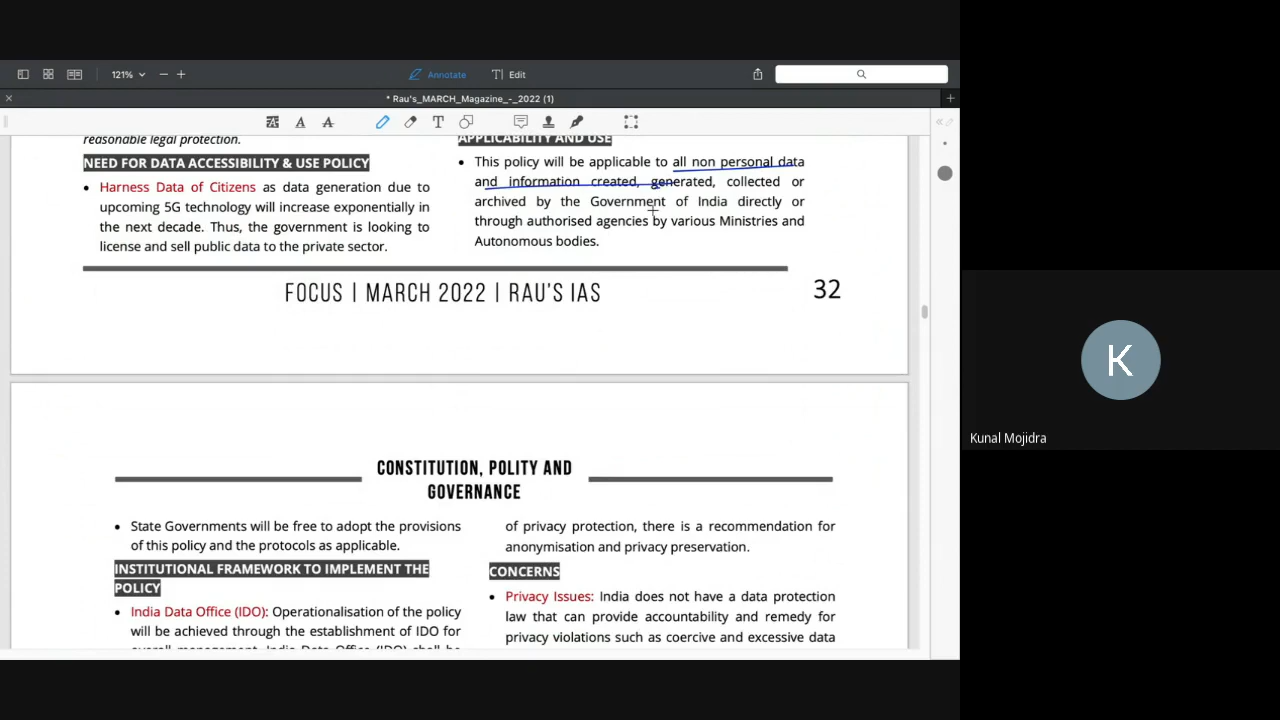 121%
Annotate
Edit
* Rau's_MARCH_Magazine_-_2022 (1)
reasonable legal protection.
NEED FOR DATA ACCESSIBILITY & USE POLICY
• Harness Data of Citizens as data generation due to
upcoming 5G technology will increase exponentially in
the next decade. Thus, the government is looking to
license and sell public data to the private sector.
APPLICABILITY AND USE
• This policy will be applicable to all non personal data
and information created, generated, collected or
archived by the Government of India directly or
through authorised agencies by various Ministries and
Autonomous bodies.
FOCUS | MARCH 2022 | RAU'S IAS
32
CONSTITUTION, POLITY AND
GOVERNANCE
• State Governments will be free to adopt the provisions
of this policy and the protocols as applicable.
INSTITUTIONAL FRAMEWORK TO IMPLEMENT THE
POLICY
• India Data Office (IDO): Operationalisation of the policy
will be achieved through the establishment of IDO for
overall management. India Data Office (IDO) shall be
of privacy protection, there is a recommendation for
anonymisation and privacy preservation.
CONCERNS
• Privacy Issues: India does not have a data protection
law that can provide accountability and remedy for
privacy violations such as coercive and excessive data
K
Kunal Mojidra